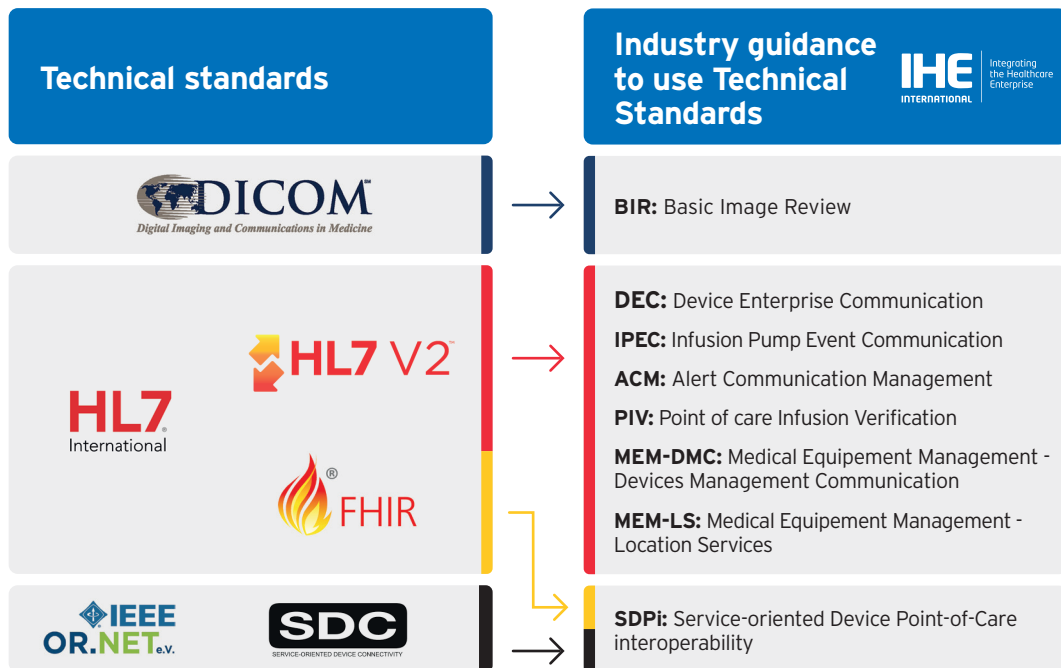 Technical standards
Industry guidance
to use Technical
Standards
IHE
INTERNATIONAL
Integrating
the Healthcare
Enterprise
DICOM™
Digital Imaging and Communications in Medicine
BIR: Basic Image Review
HL7®
International
HL7 V2™
FHIR®
DEC: Device Enterprise Communication
IPEC: Infusion Pump Event Communication
ACM: Alert Communication Management
PIV: Point of care Infusion Verification
MEM-DMC: Medical Equipement Management -
Devices Management Communication
MEM-LS: Medical Equipement Management -
Location Services
IEEE
OR.NET e.V.
SDC
SERVICE-ORIENTED DEVICE CONNECTIVITY
SDPi: Service-oriented Device Point-of-Care
interoperability